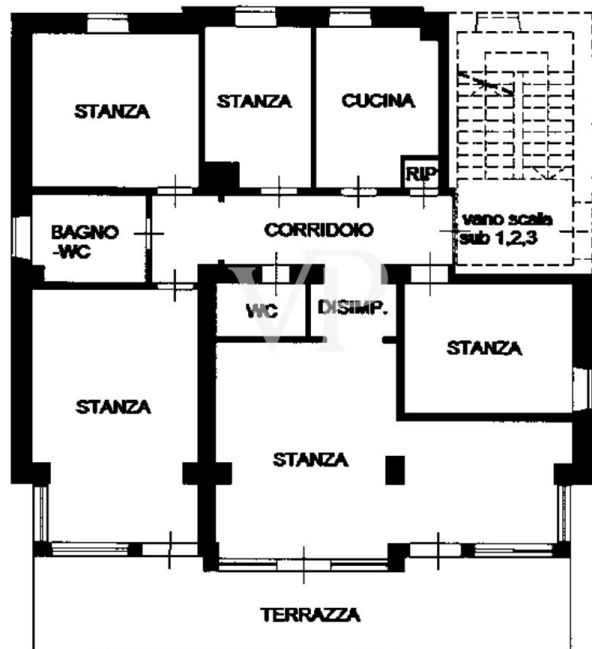 STANZA
STANZA
CUCINA
RIP
BAGNO
-WC
CORRIDOIO
vano scala
sub 1,2,3
WC
DISIMP.
VP
STANZA
STANZA
STANZA
TERRAZZA